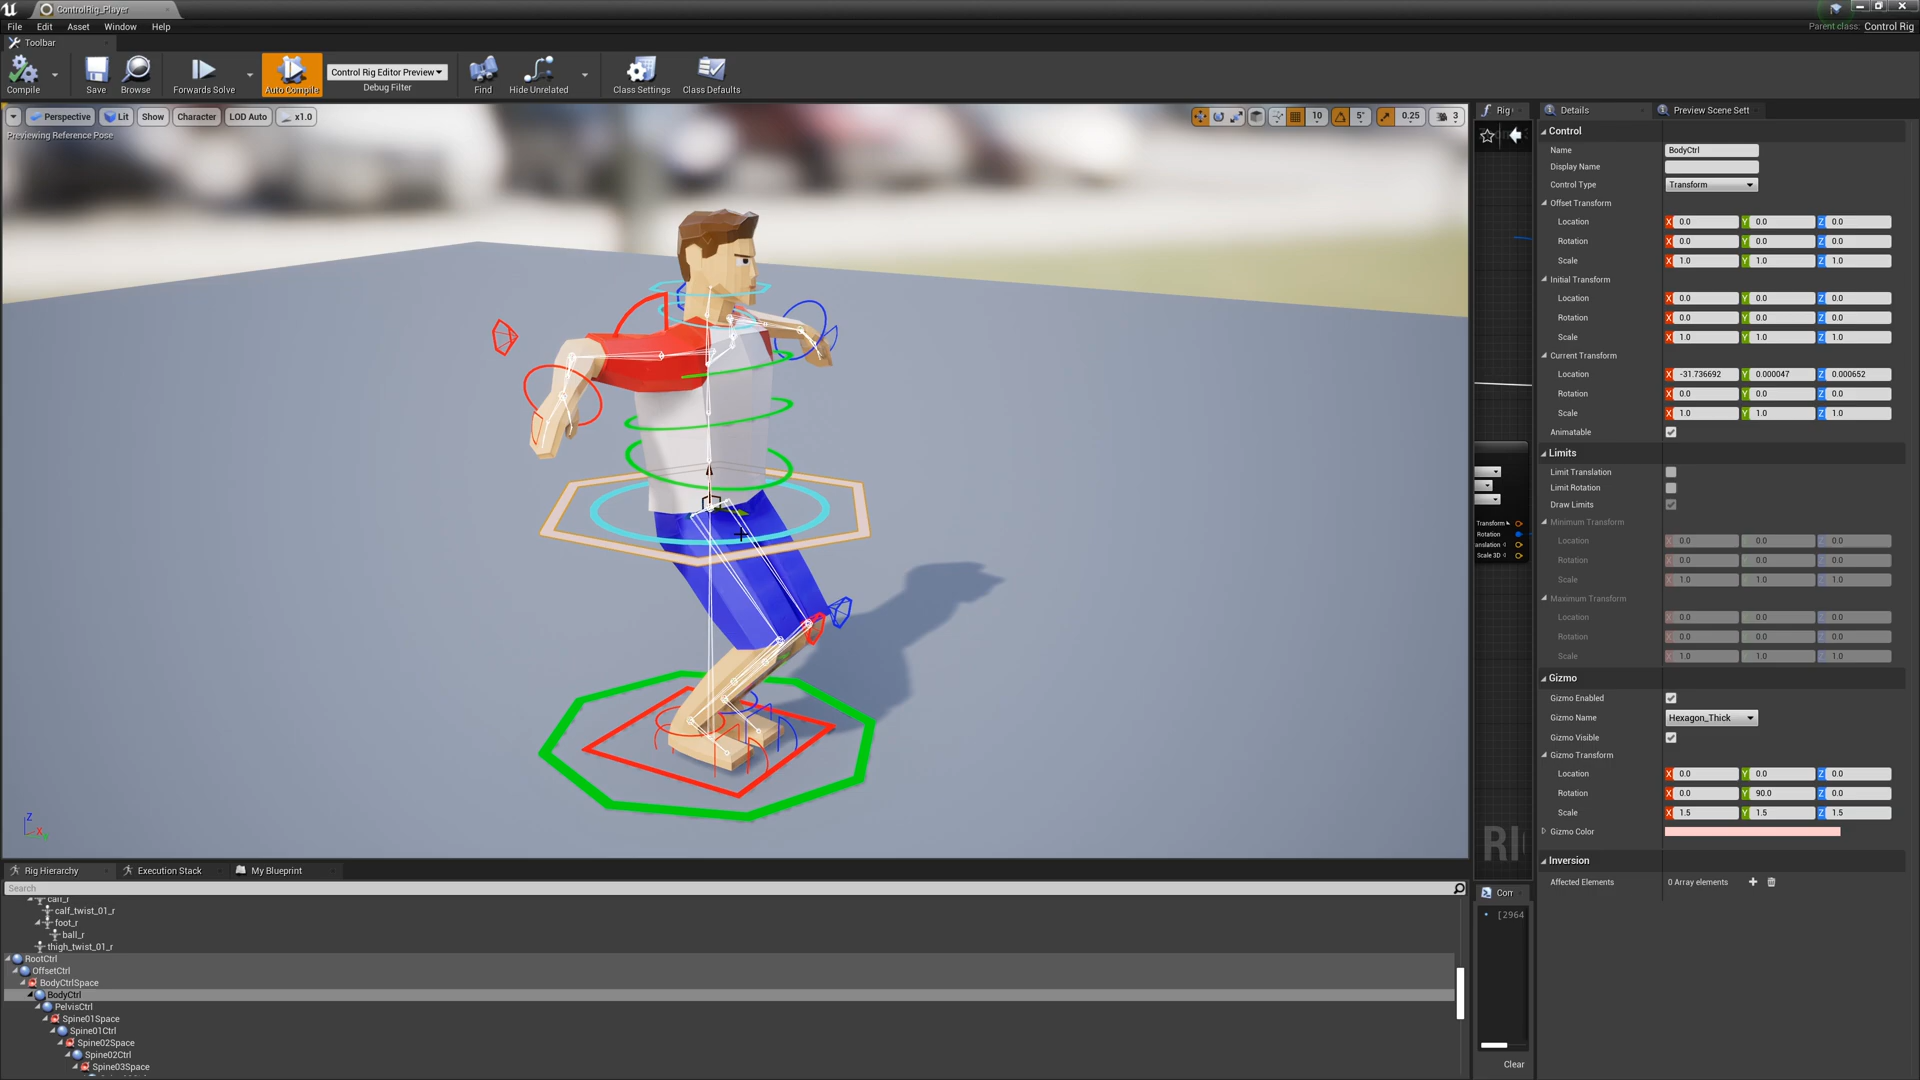 ControlRig_Player
File Edit Asset Window Help
Parent class: Control Rig
Toolbar
Compile Save Browse Forwards Solve Auto Compile Control Rig Editor Preview Debug Filter Find Hide Unrelated Class Settings Class Defaults
Perspective Lit Show Character LOD Auto x1.0 10 5° 0.25 3
Previewing Reference Pose
Rig Details Preview Scene Sett
Control
Name BodyCtrl
Display Name
Control Type Transform
Offset Transform
Location X 0.0 Y 0.0 Z 0.0
Rotation X 0.0 Y 0.0 Z 0.0
Scale X 1.0 Y 1.0 Z 1.0
Initial Transform
Location X 0.0 Y 0.0 Z 0.0
Rotation X 0.0 Y 0.0 Z 0.0
Scale X 1.0 Y 1.0 Z 1.0
Current Transform
Location X -31.736692 Y 0.000047 Z 0.000652
Rotation X 0.0 Y 0.0 Z 0.0
Scale X 1.0 Y 1.0 Z 1.0
Animatable
Limits
Limit Translation
Limit Rotation
Draw Limits
Minimum Transform
Location X 0.0 Y 0.0 Z 0.0
Rotation X 0.0 Y 0.0 Z 0.0
Scale X 1.0 Y 1.0 Z 1.0
Maximum Transform
Location X 0.0 Y 0.0 Z 0.0
Rotation X 0.0 Y 0.0 Z 0.0
Scale X 1.0 Y 1.0 Z 1.0
Gizmo
Gizmo Enabled
Gizmo Name Hexagon_Thick
Gizmo Visible
Gizmo Transform
Location X 0.0 Y 0.0 Z 0.0
Rotation X 0.0 Y 90.0 Z 0.0
Scale X 1.5 Y 1.5 Z 1.5
Gizmo Color
Inversion
Affected Elements 0 Array elements
Transform
Rotation
anslation
Scale 3D
RI
Z
X
Rig Hierarchy Execution Stack My Blueprint
Search
calf_r
calf_twist_01_r
foot_r
ball_r
thigh_twist_01_r
RootCtrl
OffsetCtrl
BodyCtrlSpace
BodyCtrl
PelvisCtrl
Spine01Space
Spine01Ctrl
Spine02Space
Spine02Ctrl
Spine03Space
Com
[2964
Clear